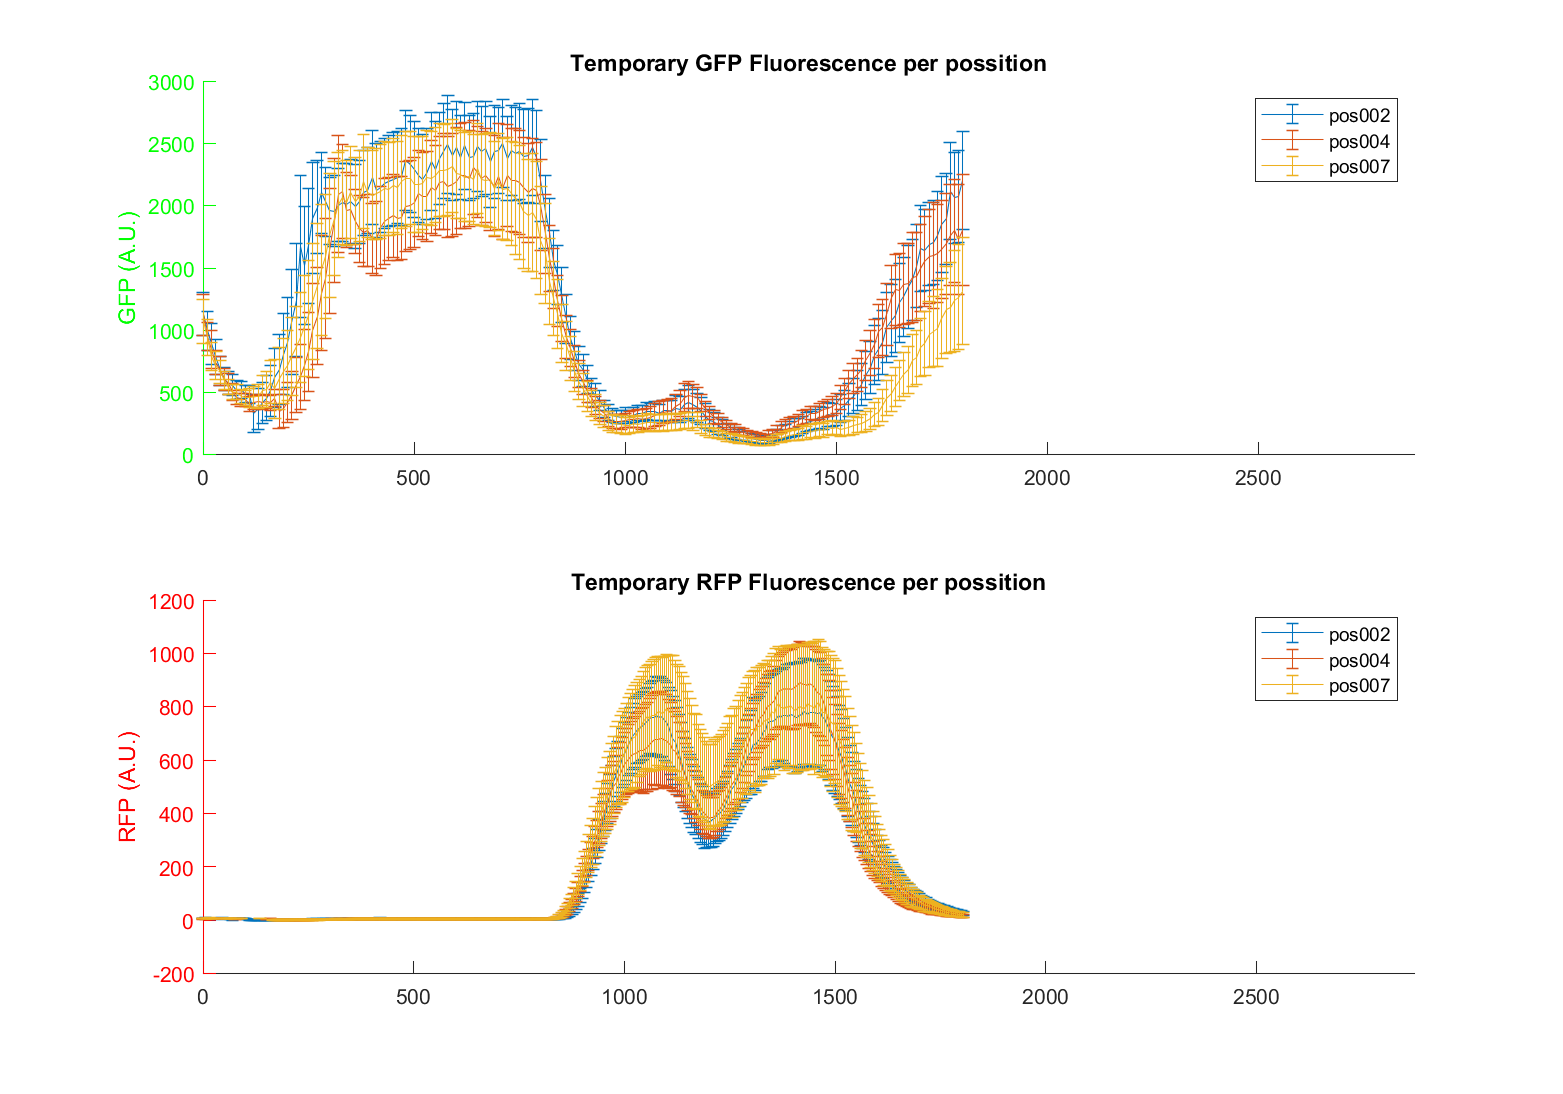 Temporary GFP Fluorescence per possition
3000
2500
2000
1500
1000
500
0
GFP (A.U.)
0 500 1000 1500 2000 2500
pos002
pos004
pos007
Temporary RFP Fluorescence per possition
1200
1000
800
600
400
200
0
-200
RFP (A.U.)
0 500 1000 1500 2000 2500
pos002
pos004
pos007